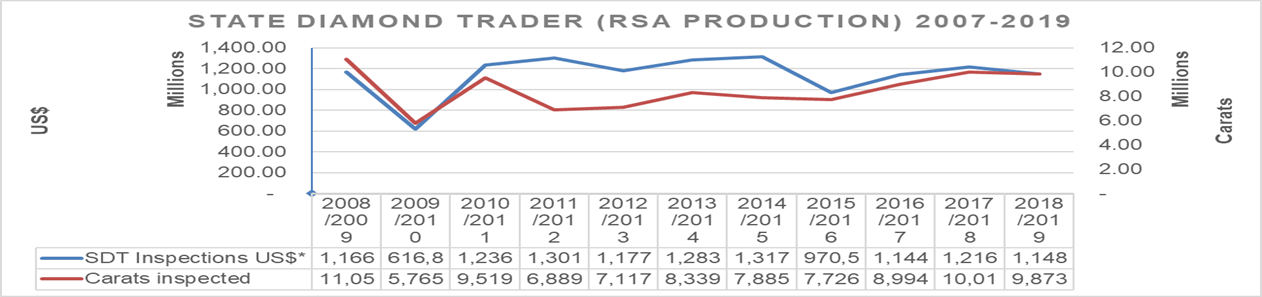 STATE DIAMOND TRADER (RSA PRODUCTION) 2007-2019
US$
Millions
1,400.00
1,200.00
1,000.00
800.00
600.00
400.00
200.00
-
12.00
10.00
8.00
6.00
4.00
2.00
-
Millions
Carats
2008 2009 2010 2011 2012 2013 2014 2015 2016 2017 2018
/200 /201 /201 /201 /201 /201 /201 /201 /201 /201 /201
9 0 1 2 3 4 5 6 7 8 9
SDT Inspections US$* 1,166 616,8 1,236 1,301 1,177 1,283 1,317 970,5 1,144 1,216 1,148
Carats inspected 11,05 5,765 9,519 6,889 7,117 8,339 7,885 7,726 8,994 10,01 9,873